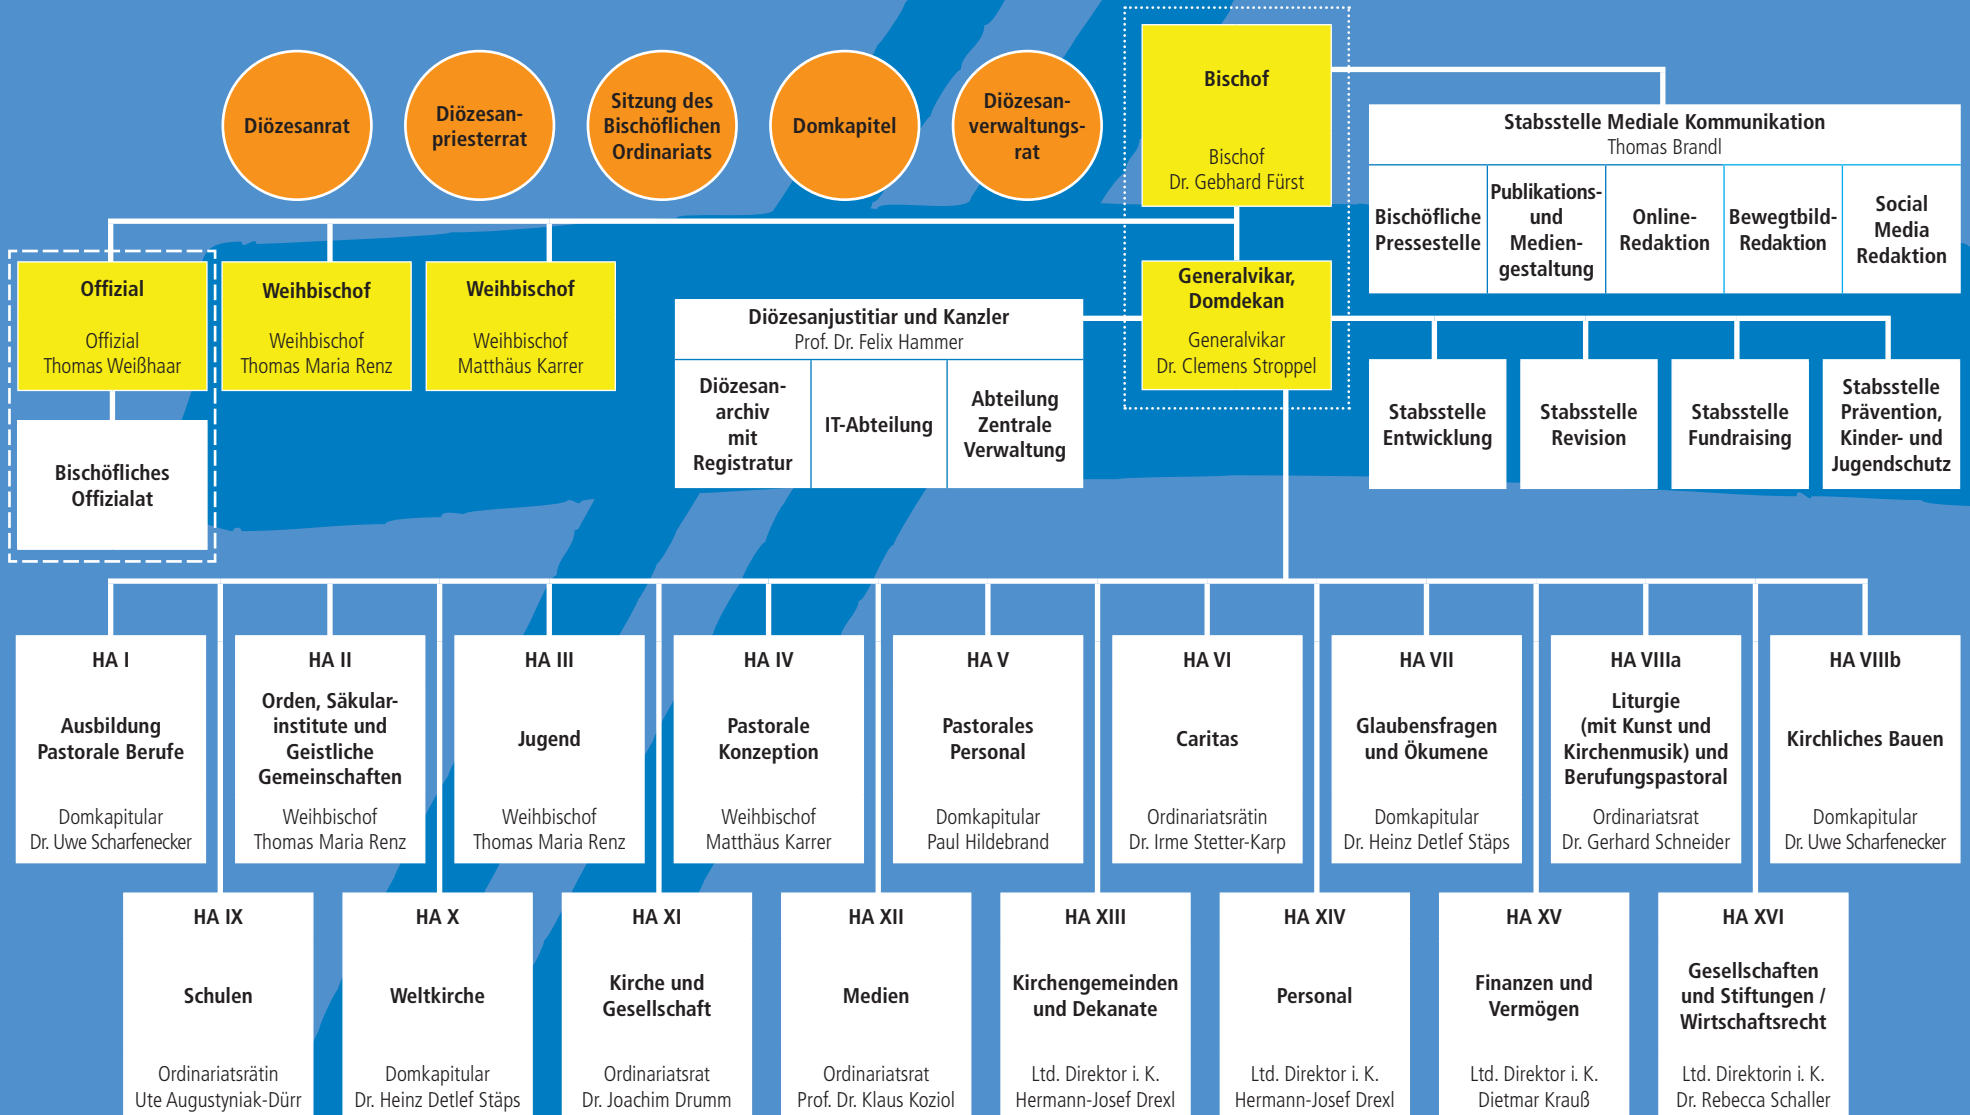 Diözesanrat
Diözesan-
priesterrat
Sitzung des
Bischöflichen
Ordinariats
Domkapitel
Diözesan-
verwaltungs-
rat
Bischof
Bischof
Dr. Gebhard Fürst
Stabsstelle Mediale Kommunikation
Thomas Brandl
Bischöfliche
Pressestelle
Publikations-
und
Medien-
gestaltung
Online-
Redaktion
Bewegtbild-
Redaktion
Social
Media
Redaktion
Offizial
Offizial
Thomas Weißhaar
Weihbischof
Weihbischof
Thomas Maria Renz
Weihbischof
Weihbischof
Matthäus Karrer
Generalvikar,
Domdekan
Generalvikar
Dr. Clemens Stroppel
Diözesanjustitiar und Kanzler
Prof. Dr. Felix Hammer
Diözesan-
archiv
mit
Registratur
IT-Abteilung
Abteilung
Zentrale
Verwaltung
Stabsstelle
Entwicklung
Stabsstelle
Revision
Stabsstelle
Fundraising
Stabsstelle
Prävention,
Kinder- und
Jugendschutz
Bischöfliches
Offizialat
HA I
Ausbildung
Pastorale Berufe
Domkapitular
Dr. Uwe Scharfenecker
HA II
Orden, Säkular-
institute und
Geistliche
Gemeinschaften
Weihbischof
Thomas Maria Renz
HA III
Jugend
Weihbischof
Thomas Maria Renz
HA IV
Pastorale
Konzeption
Weihbischof
Matthäus Karrer
HA V
Pastorales
Personal
Domkapitular
Paul Hildebrand
HA VI
Caritas
Ordinariatsrätin
Dr. Irme Stetter-Karp
HA VII
Glaubensfragen
und Ökumene
Domkapitular
Dr. Heinz Detlef Stäps
HA VIIIa
Liturgie
(mit Kunst und
Kirchenmusik) und
Berufungspastoral
Ordinariatsrat
Dr. Gerhard Schneider
HA VIIIb
Kirchliches Bauen
Domkapitular
Dr. Uwe Scharfenecker
HA IX
Schulen
Ordinariatsrätin
Ute Augustyniak-Dürr
HA X
Weltkirche
Domkapitular
Dr. Heinz Detlef Stäps
HA XI
Kirche und
Gesellschaft
Ordinariatsrat
Dr. Joachim Drumm
HA XII
Medien
Ordinariatsrat
Prof. Dr. Klaus Koziol
HA XIII
Kirchengemeinden
und Dekanate
Ltd. Direktor i. K.
Hermann-Josef Drexl
HA XIV
Personal
Ltd. Direktor i. K.
Hermann-Josef Drexl
HA XV
Finanzen und
Vermögen
Ltd. Direktor i. K.
Dietmar Krauß
HA XVI
Gesellschaften
und Stiftungen /
Wirtschaftsrecht
Ltd. Direktorin i. K.
Dr. Rebecca Schaller